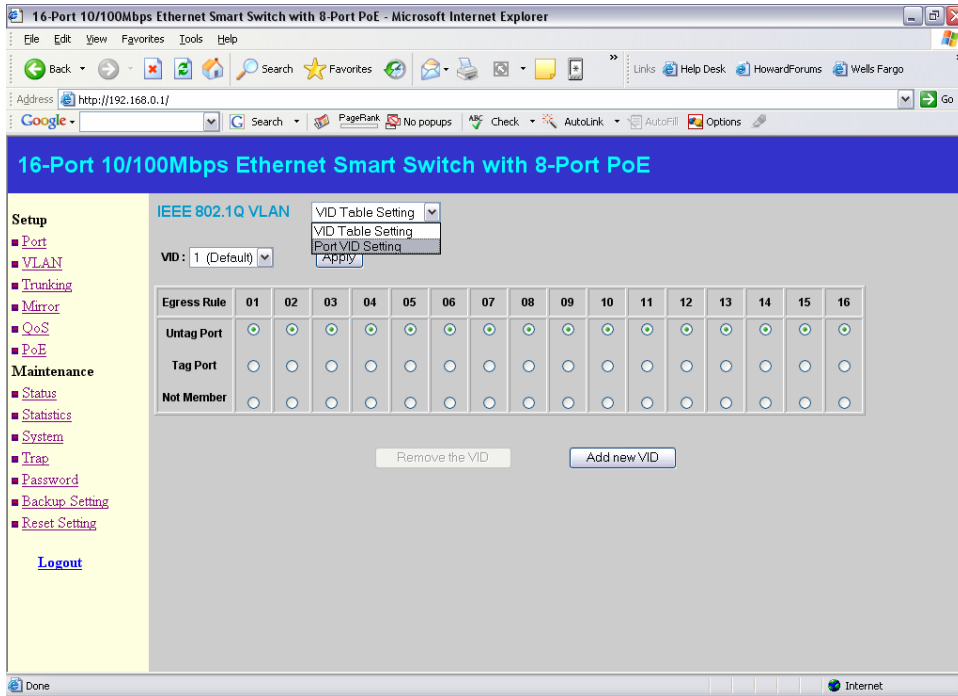 16-Port 10/100Mbps Ethernet Smart Switch with 8-Port PoE - Microsoft Internet Explorer
File Edit View Favorites Tools Help
Back Search Favorites » Links Help Desk HowardForums Wells Fargo
Address http://192.168.0.1/ Go
Google Search PageRank No popups ABC Check AutoLink AutoFill Options
16-Port 10/100Mbps Ethernet Smart Switch with 8-Port PoE
Setup
Port
VLAN
Trunking
Mirror
QoS
PoE
Maintenance
Status
Statistics
System
Trap
Password
Backup Setting
Reset Setting
Logout
IEEE 802.1Q VLAN VID Table Setting
VID Table Setting
Port VID Setting
VID : 1 (Default) Apply
Egress Rule 01 02 03 04 05 06 07 08 09 10 11 12 13 14 15 16
Untag Port
Tag Port
Not Member
Remove the VID Add new VID
Done Internet